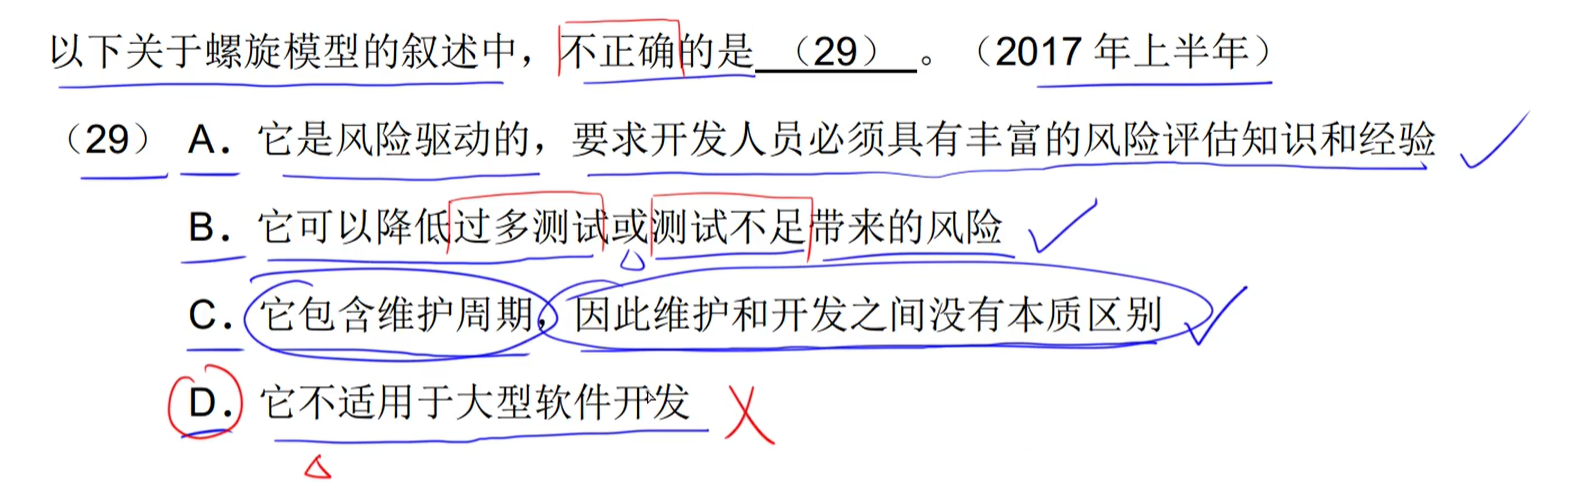 以下关于螺旋模型的叙述中，不正确的是（29）。（2017 年上半年）
（29） A. 它是风险驱动的，要求开发人员必须具有丰富的风险评估知识和经验
B. 它可以降低过多测试或测试不足带来的风险
C. 它包含维护周期，因此维护和开发之间没有本质区别
D. 它不适用于大型软件开发